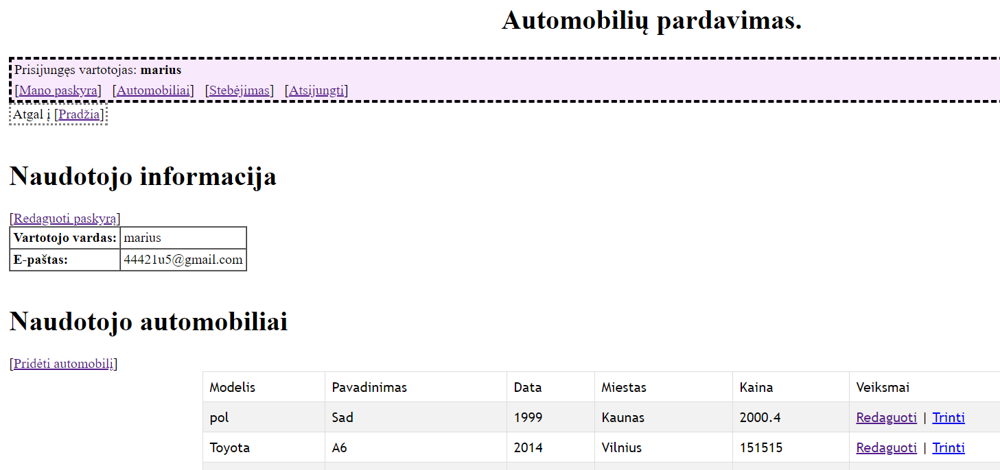 Automobilių pardavimas.
Prisijungęs vartotojas: marius
[Mano paskyra] [Automobiliai] [Stebėjimas] [Atsijungti]
Atgal į [Pradžia]
Naudotojo informacija
[Redaguoti paskyrą]
Vartotojo vardas: marius
E-paštas: 44421u5@gmail.com
Naudotojo automobiliai
[Pridėti automobilį]
Modelis Pavadinimas Data Miestas Kaina Veiksmai
pol Sad 1999 Kaunas 2000.4 Redaguoti | Trinti
Toyota A6 2014 Vilnius 151515 Redaguoti | Trinti